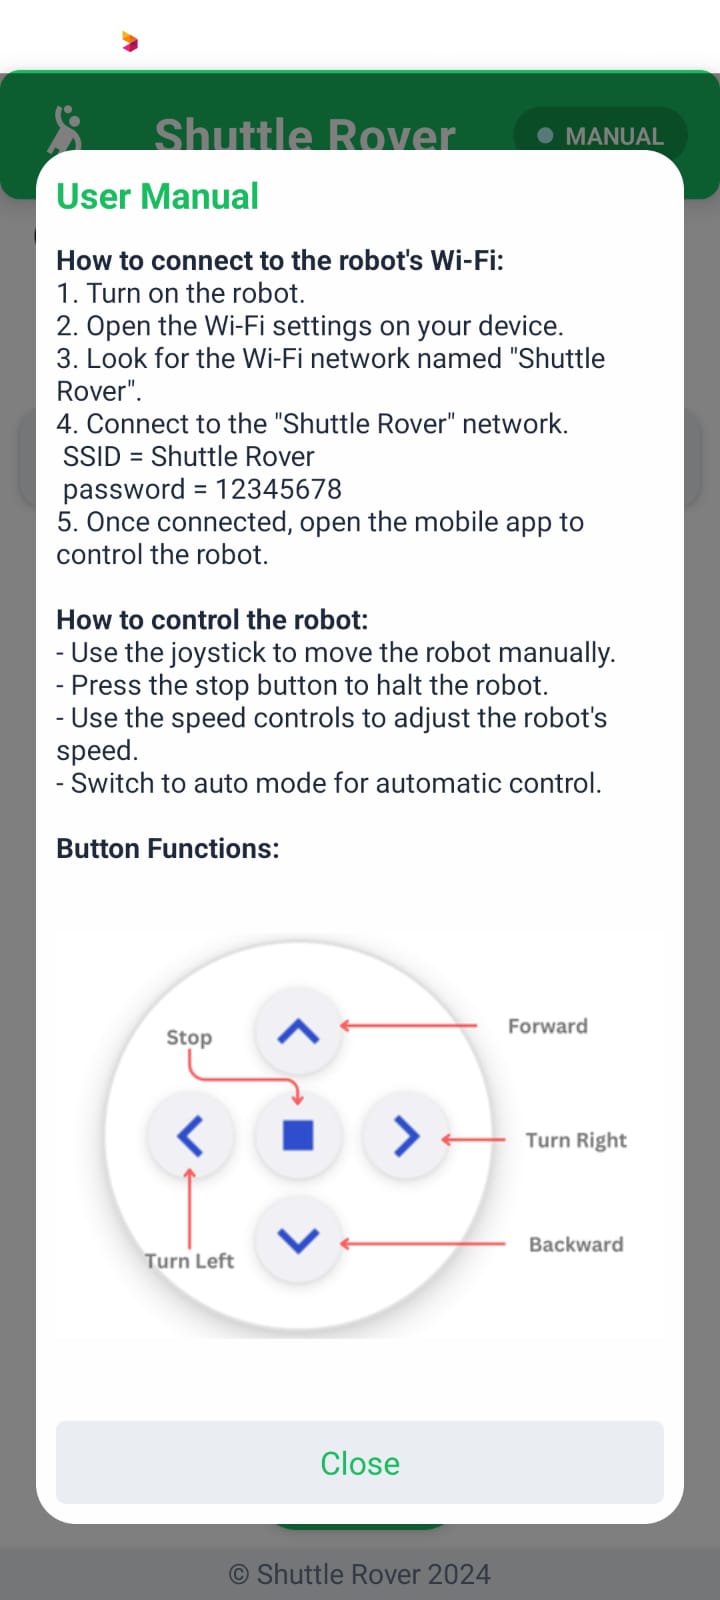 Shuttle Rover
MANUAL
User Manual
How to connect to the robot's Wi-Fi:
1. Turn on the robot.
2. Open the Wi-Fi settings on your device.
3. Look for the Wi-Fi network named "Shuttle
Rover".
4. Connect to the "Shuttle Rover" network.
SSID = Shuttle Rover
password = 12345678
5. Once connected, open the mobile app to
control the robot.
How to control the robot:
- Use the joystick to move the robot manually.
- Press the stop button to halt the robot.
- Use the speed controls to adjust the robot's
speed.
- Switch to auto mode for automatic control.
Button Functions:
Forward
Stop
Turn Right
Backward
Turn Left
Close
© Shuttle Rover 2024